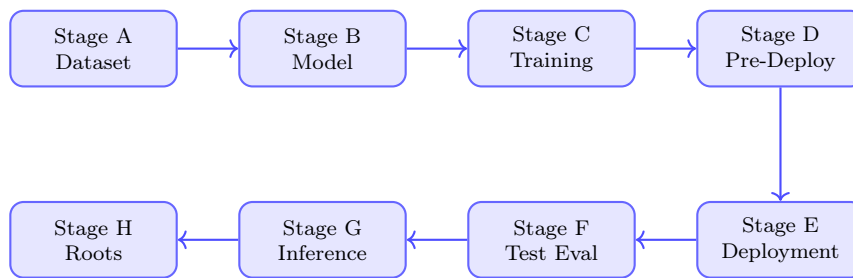 Stage A
Dataset
Stage B
Model
Stage C
Training
Stage D
Pre-Deploy
Stage H
Roots
Stage G
Inference
Stage F
Test Eval
Stage E
Deployment